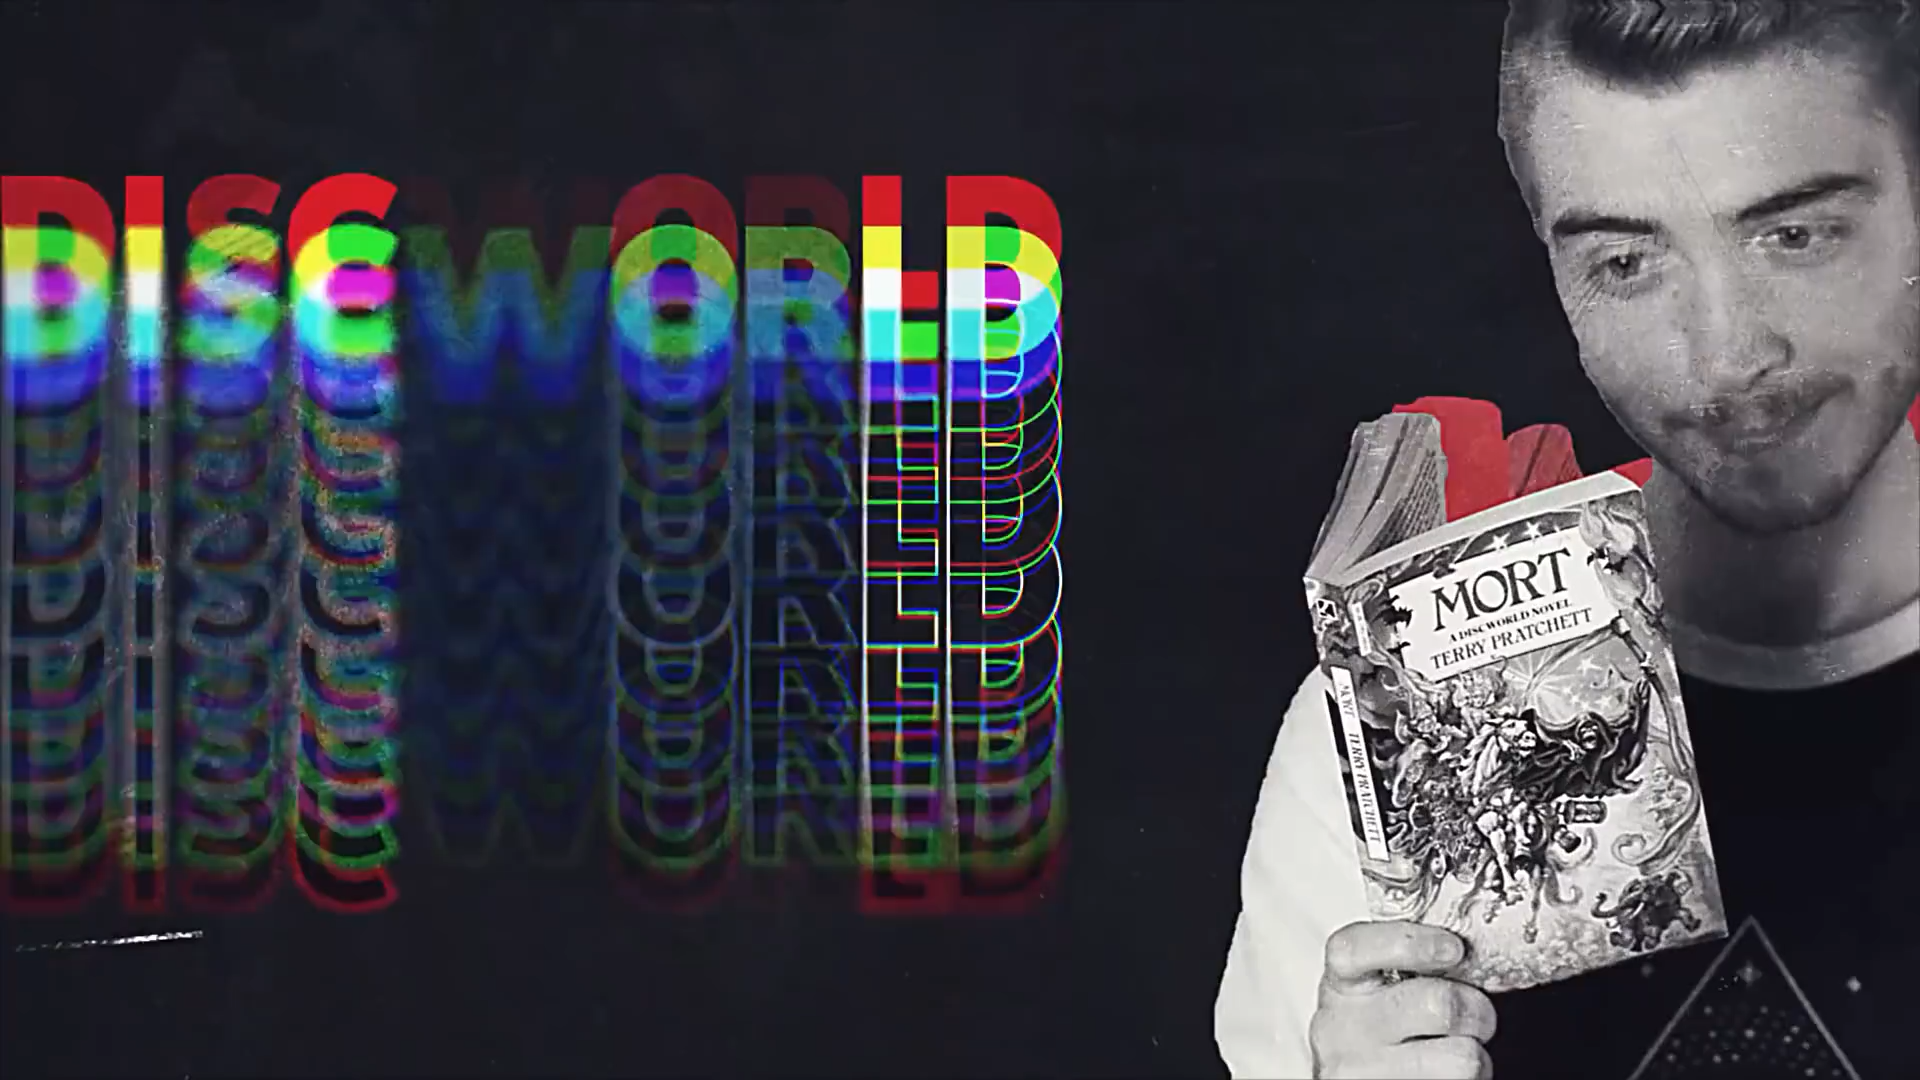 DISCWORLD
MORT
A DISCWORLD NOVEL
TERRY PRATCHETT
MORT TERRY PRATCHETT